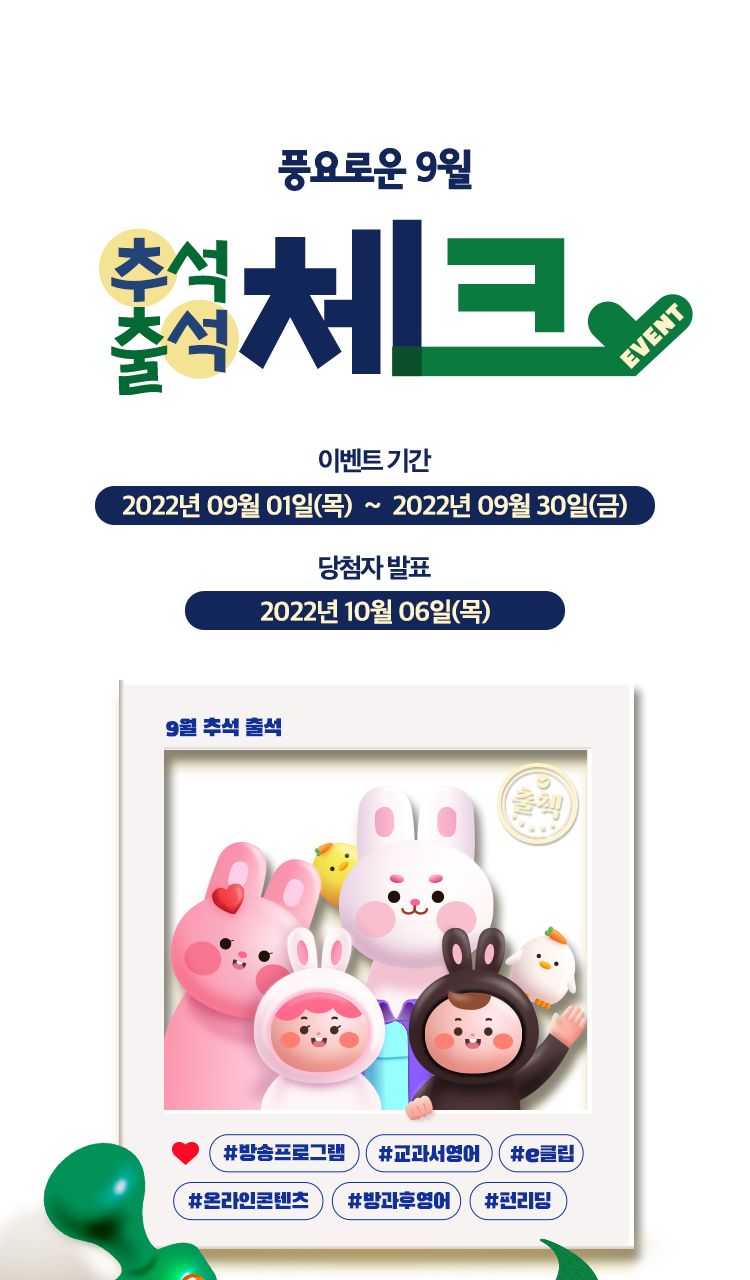 풍요로운 9월
추석
출석
체크
EVENT
이벤트 기간
2022년 09월 01일(목) ~ 2022년 09월 30일(금)
당첨자 발표
2022년 10월 06일(목)
9월 추석 출석
출첵
#방송프로그램 #교과서영어 #e클립
#온라인콘텐츠 #방과후영어 #펀리딩